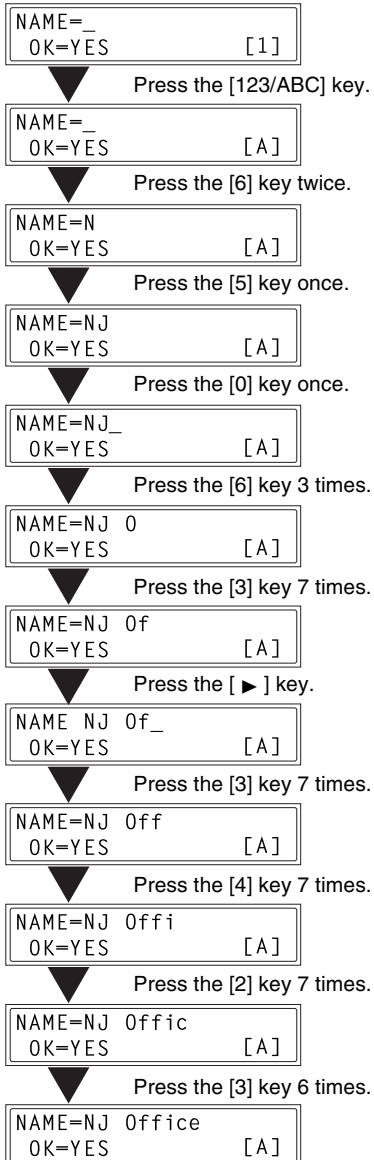 NAME=_
OK=YES [1]
Press the [123/ABC] key.
NAME=_
OK=YES [A]
Press the [6] key twice.
NAME=N
OK=YES [A]
Press the [5] key once.
NAME=NJ
OK=YES [A]
Press the [0] key once.
NAME=NJ_
OK=YES [A]
Press the [6] key 3 times.
NAME=NJ O
OK=YES [A]
Press the [3] key 7 times.
NAME=NJ Of
OK=YES [A]
Press the [ ► ] key.
NAME NJ Of_
OK=YES [A]
Press the [3] key 7 times.
NAME=NJ Off
OK=YES [A]
Press the [4] key 7 times.
NAME=NJ Offi
OK=YES [A]
Press the [2] key 7 times.
NAME=NJ Offic
OK=YES [A]
Press the [3] key 6 times.
NAME=NJ Office
OK=YES [A]